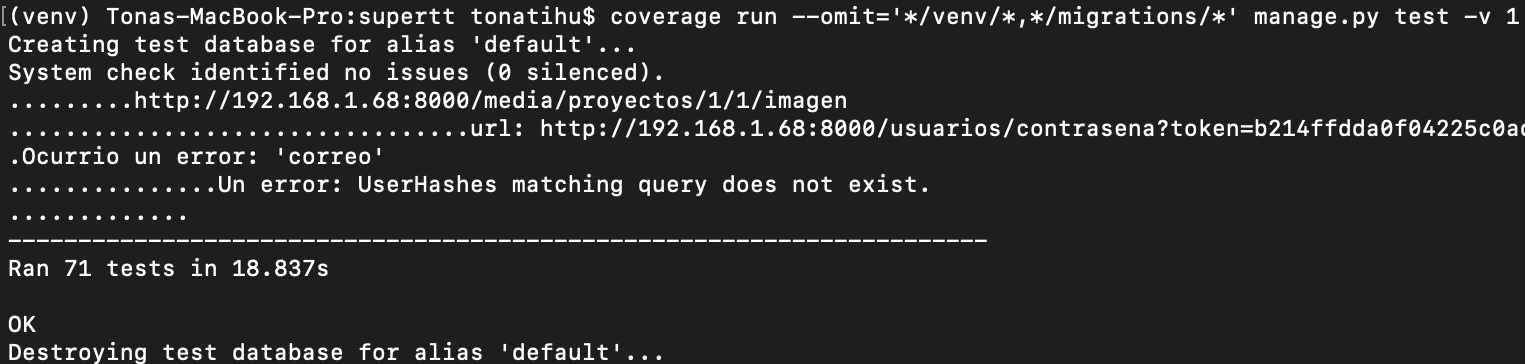 [(venv) Tonas-MacBook-Pro:supertt tonatihu$ coverage run --omit='*/venv/*,*/migrations/*' manage.py test -v 1
Creating test database for alias 'default'...
System check identified no issues (0 silenced).
.........http://192.168.1.68:8000/media/proyectos/1/1/imagen
.................................url: http://192.168.1.68:8000/usuarios/contrasena?token=b214ffdda0f04225c0ad
.Ocurrio un error: 'correo'
...............Un error: UserHashes matching query does not exist.
.............
----------------------------------------------------------------------
Ran 71 tests in 18.837s

OK
Destroying test database for alias 'default'...